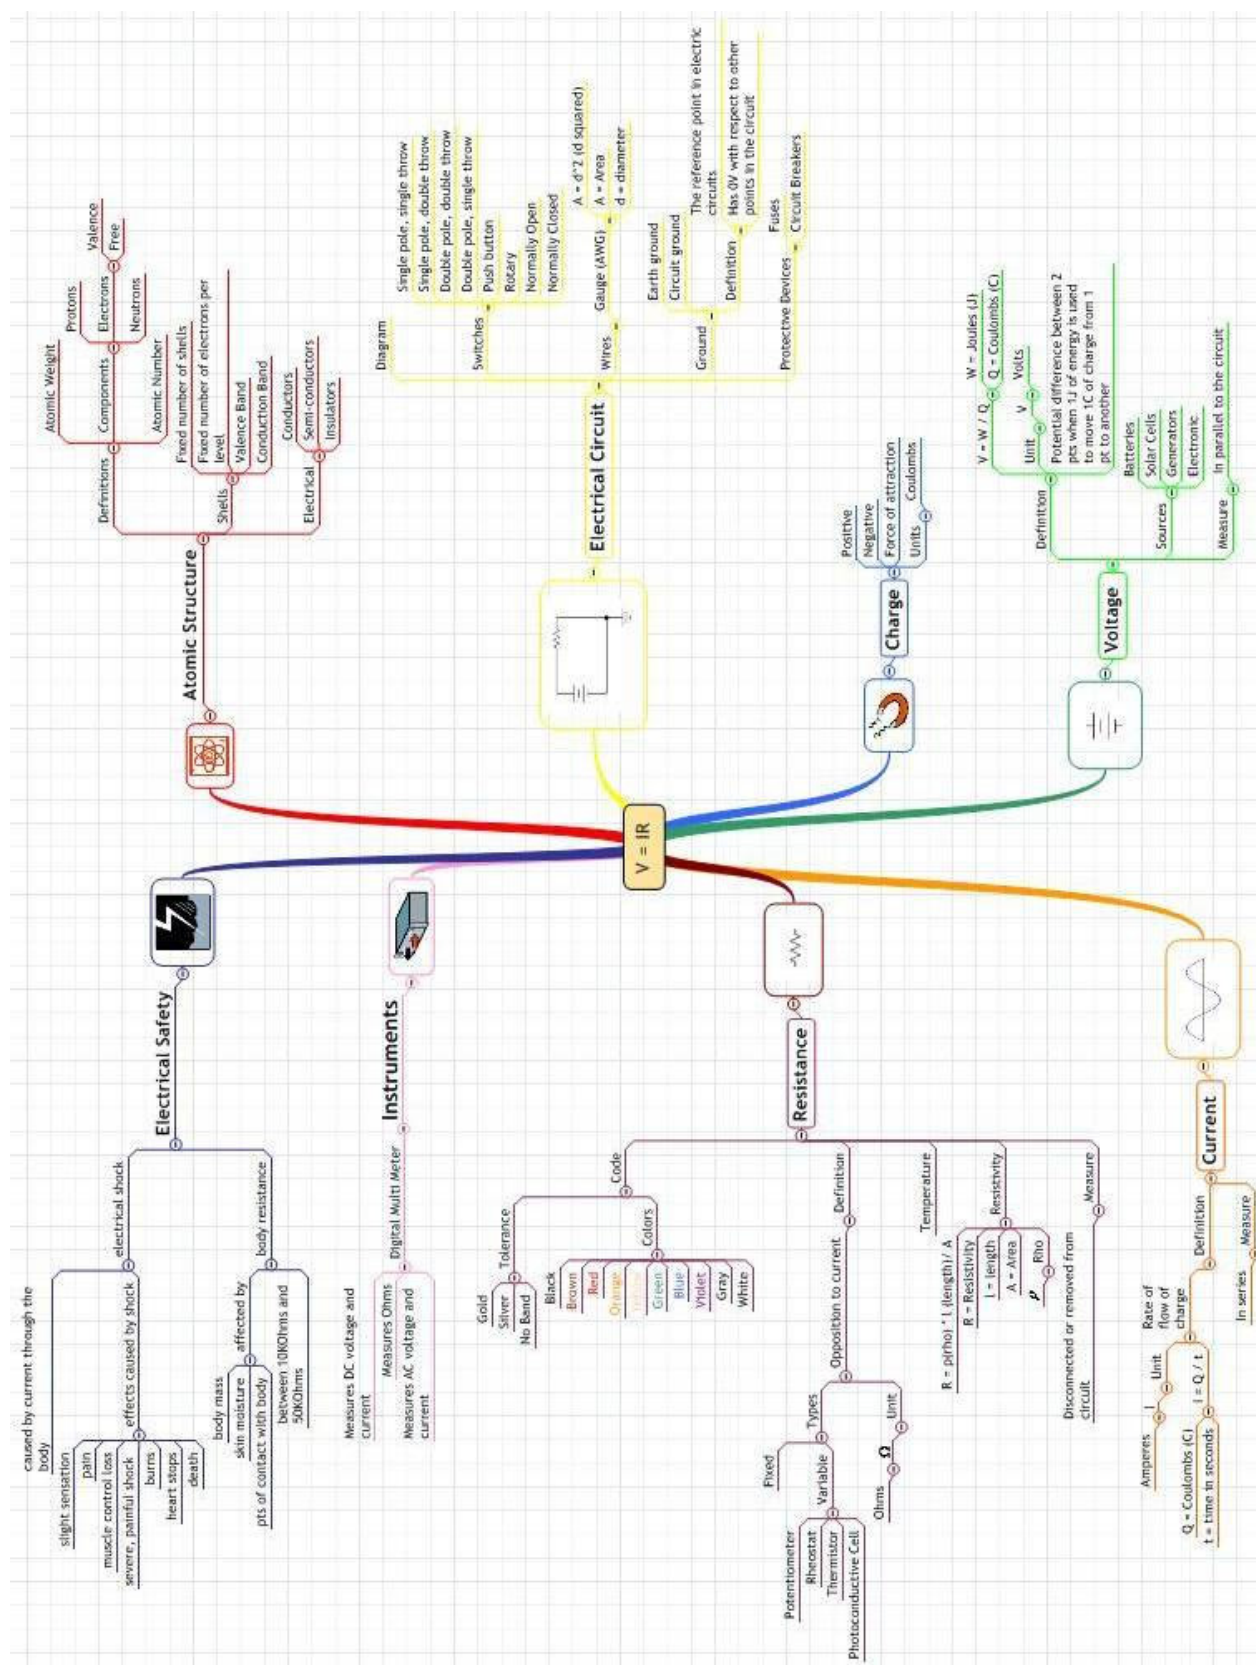 V = IR
Atomic Structure
Definitions
Atomic Weight
Components
Protons
Electrons
Valence
Free
Neutrons
Atomic Number
Shells
Fixed number of shells
Fixed number of electrons per
level
Valence Band
Conduction Band
Electrical
Conductors
Semi-conductors
Insulators
Electrical Circuit
Diagram
Switches
Single pole, single throw
Single pole, double throw
Double pole, double throw
Double pole, single throw
Push button
Rotary
Normally Open
Normally Closed
Wires
Gauge (AWG)
A = d^2 (d squared)
A = Area
d = diameter
Ground
Earth ground
Circuit ground
Definition
The reference point in electric
circuits
Has 0V with respect to other
points in the circuit
Protective Devices
Fuses
Circuit Breakers
Charge
Positive
Negative
Force of attraction
Units
Coulombs
Voltage
Definition
V = W / Q
W = Joules (J)
Q = Coulombs (C)
Unit
V
Volts
Potential difference between 2
pts when 1J of energy is used
to move 1C of charge from 1
pt to another
Sources
Batteries
Solar Cells
Generators
Electronic
Measure
In parallel to the circuit
Electrical Safety
electrical shock
caused by current through the
body
effects caused by shock
slight sensation
pain
muscle control loss
severe, painful shock
burns
heart stops
death
body resistance
affected by
body mass
skin moisture
pts of contact with body
between 10KOhms and
50KOhms
Instruments
Digital Multi Meter
Measures DC voltage and
current
Measures Ohms
Measures AC voltage and
current
Resistance
Code
Tolerance
Gold
Silver
No Band
Colors
Black
Brown
Red
Orange
Yellow
Green
Blue
Violet
Gray
White
Definition
Opposition to current
Types
Fixed
Variable
Potentiometer
Rheostat
Thermistor
Photoconductive Cell
Unit
Ω
Ohms
Temperature
Resistivity
R = p(rho) * l (length) / A
R = Resistivity
l = length
A = Area
Rho
ρ
Measure
Disconnected or removed from
circuit
Current
Definition
Rate of
flow of
charge
Unit
I
Amperes
I = Q / t
Q = Coulombs (C)
t = time in seconds
Measure
In series